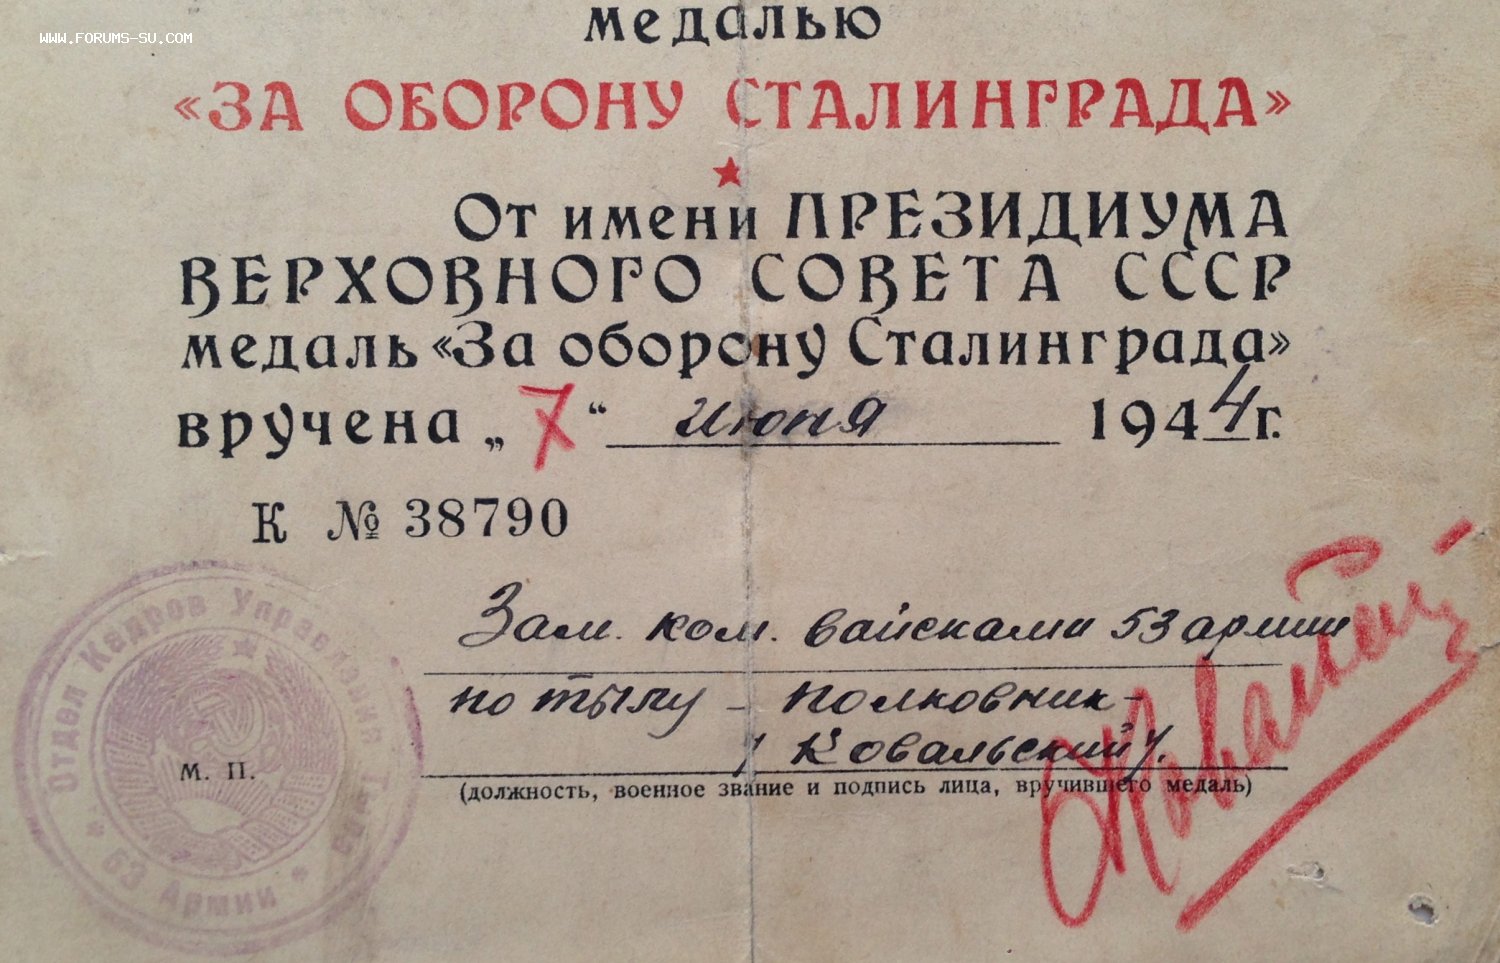 WWW.FORUMS-SU.COM
медалью
«ЗА ОБОРОНУ СТАЛИНГРАДА»
От имени ПРЕЗИДИУМА
ВЕРХОВНОГО СОВЕТА СССР
медаль «За оборону Сталинграда»
вручена „7“ июня 1944 г.
К № 38790
Зам. ком. вайсками 53 армии
по тылу – полковник –
/Ковальский/.
(должность, военное звание и подпись лица, вручившего медаль)
М. П.
Отдел Кадров Управления Тыла
* 53 Армии *